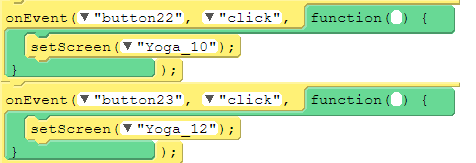 onEvent(▼"button22", ▼"click", function( ) {
setScreen(▼"Yoga_10");
} );
onEvent(▼"button23", ▼"click", function( ) {
setScreen(▼"Yoga_12");
} );